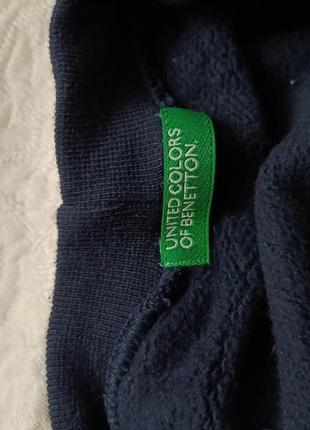 UNITED COLORS
OF BENETTON.